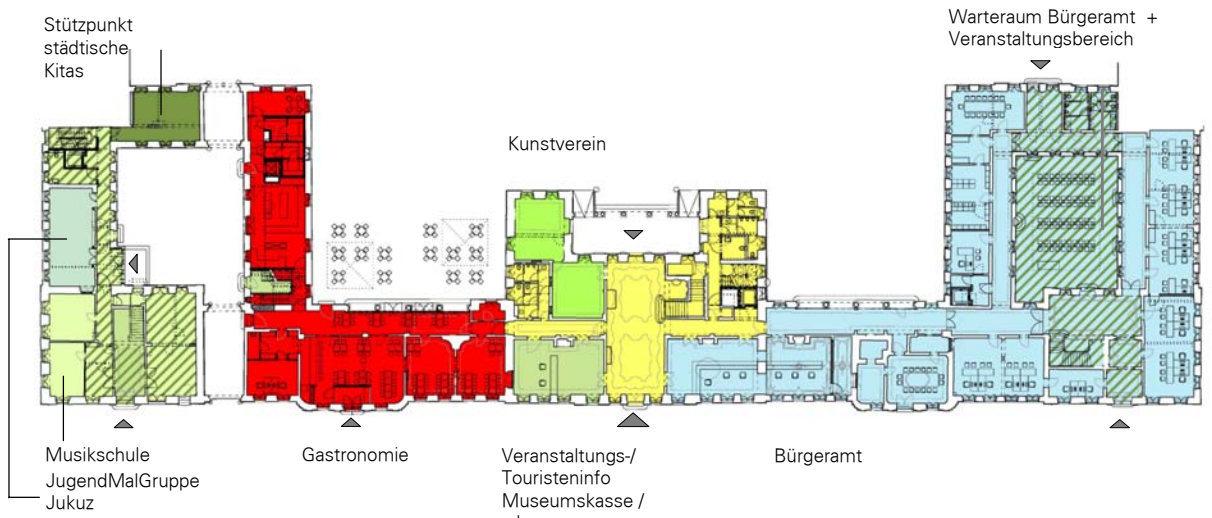 Stützpunkt
städtische
Kitas
Warteraum Bürgeramt +
Veranstaltungsbereich
Kunstverein
Musikschule
JugendMalGruppe
Jukuz
Gastronomie
Veranstaltungs-/
Touristeninfo
Museumskasse /
Bürgeramt